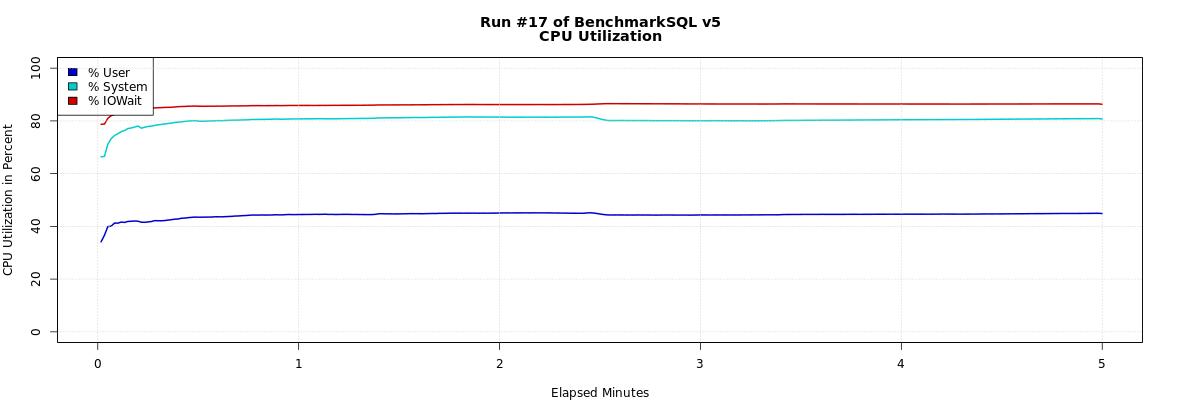 Run #17 of BenchmarkSQL v5
CPU Utilization
% User
% System
% IOWait
CPU Utilization in Percent
100
80
60
40
20
0
0 1 2 3 4 5
Elapsed Minutes